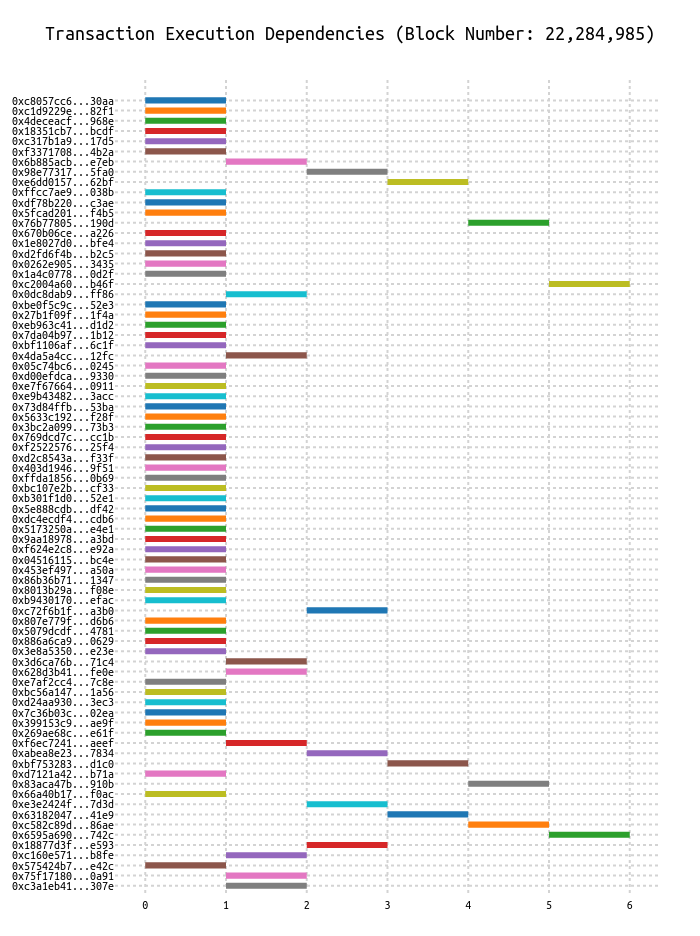 Transaction Execution Dependencies (Block Number: 22,284,985)
0xc8057cc6...30aa
0xc1d9229e...82f1
0x4deceacf...968e
0x18351cb7...bcdf
0xc317b1a9...17d5
0xf3371708...4b2a
0x6b885acb...e7eb
0x98e77317...5fa0
0xe6dd0157...62bf
0xffcc7ae9...038b
0xdf78b220...c3ae
0x5fcad201...f4b5
0x76b77805...190d
0x670b06ce...a226
0x1e8027d0...bfe4
0xd2fd6f4b...b2c5
0x0262e905...3435
0x1a4c0778...0d2f
0xc2004a60...b46f
0x0dc8dab9...ff86
0xbe0f5c9c...52e3
0x27b1f09f...1f4a
0xeb963c41...d1d2
0x7da04b97...1b12
0xbf1106af...6c1f
0x4da5a4cc...12fc
0x05c74bc6...0245
0xd00efdca...9330
0xe7f67664...0911
0xe9b43482...3acc
0x73d84ffb...53ba
0x5633c192...f28f
0x3bc2a099...73b3
0x769dcd7c...cc1b
0xf2522576...25f4
0xd2c8543a...f33f
0x403d1946...9f51
0xffda1856...0b69
0xbc107e2b...cf33
0xb301f1d0...52e1
0x5e888cdb...df42
0xdc4ecdf4...cdb6
0x5173250a...e4e1
0x9aa18978...a3bd
0xf624e2c8...e92a
0x04516115...bc4e
0x453ef497...a50a
0x86b36b71...1347
0x8013b29a...f08e
0xb9430170...efac
0xc72f6b1f...a3b0
0x807e779f...d6b6
0x5079dcdf...4781
0x886a6ca9...0629
0x3e8a5350...e23e
0x3d6ca76b...71c4
0x628d3b41...fe0e
0xe7af2cc4...7c8e
0xbc56a147...1a56
0xd24aa930...3ec3
0x7c36b03c...02ea
0x399153c9...ae9f
0x269ae68c...e61f
0xf6ec7241...aeef
0xabea8e23...7834
0xbf753283...d1c0
0xd7121a42...b71a
0x83aca47b...910b
0x66a40b17...f0ac
0xe3e2424f...7d3d
0x63182047...41e9
0xc582c89d...86ae
0x6595a690...742c
0x18877d3f...e593
0xc160e571...b8fe
0x575424b7...e42c
0x75f17180...0a91
0xc3a1eb41...307e
0 1 2 3 4 5 6